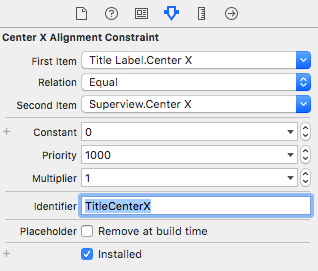 Center X Alignment Constraint
First Item Title Label.Center X
Relation Equal
Second Item Superview.Center X
+ Constant 0
Priority 1000
Multiplier 1
Identifier TitleCenterX
Placeholder Remove at build time
+ Installed